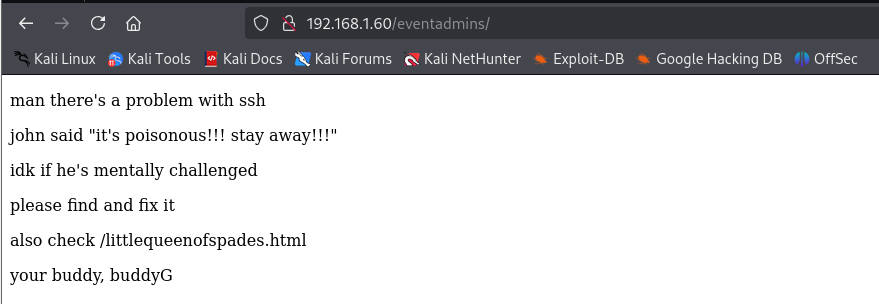 192.168.1.60/eventadmins/
Kali Linux Kali Tools Kali Docs Kali Forums Kali NetHunter Exploit-DB Google Hacking DB OffSec
man there's a problem with ssh
john said "it's poisonous!!! stay away!!!"
idk if he's mentally challenged
please find and fix it
also check /littlequeenofspades.html
your buddy, buddyG